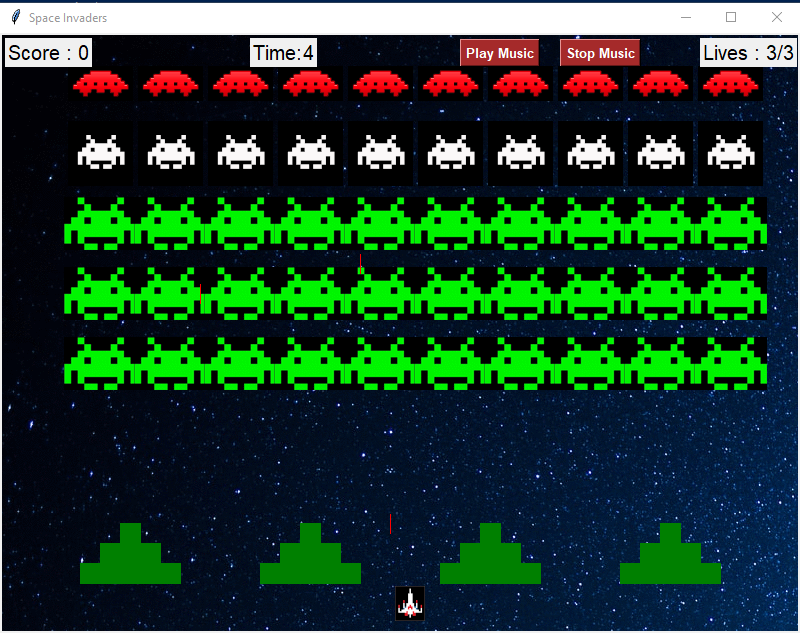 Space Invaders
Score : 0
Time:4
Play Music
Stop Music
Lives : 3/3